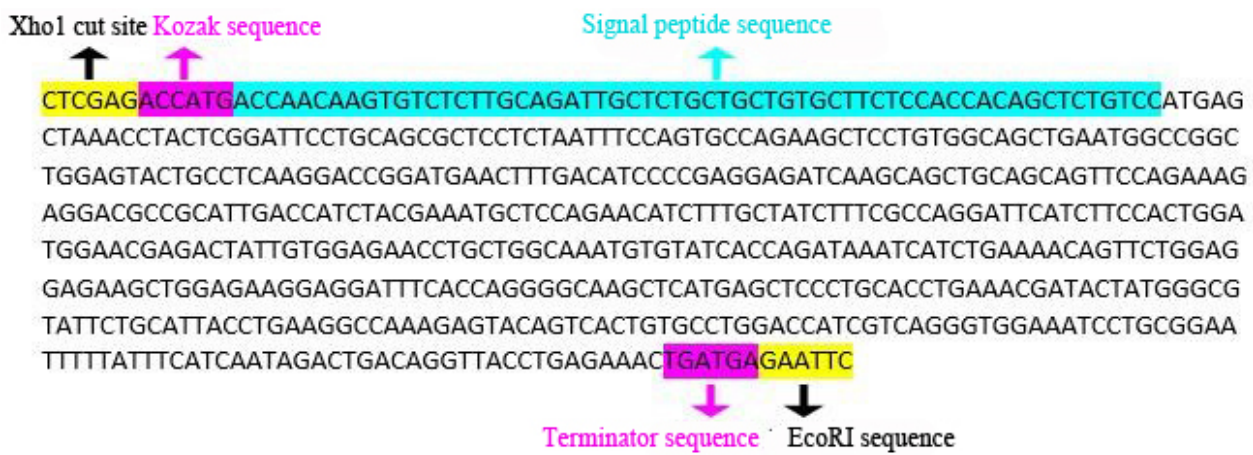 Xho1 cut site Kozak sequence Signal peptide sequence
CTCGAGACCATGACCAACAAGTGTCTCTTGCAGATTGCTCTGCTGCTGTGCTTCTCCACCACAGCTCTGTCCATGAG
CTAAACCTACTCGGATTCCTGCAGCGCTCCTCTAATTTCCAGTGCCAGAAGCTCCTGTGGCAGCTGAATGGCCGGC
TGGAGTACTGCCTCAAGGACCGGATGAACTTTGACATCCCCGAGGAGATCAAGCAGCTGCAGCAGTTCCAGAAAG
AGGACGCCGCATTGACCATCTACGAAATGCTCCAGAACATCTTTGCTATCTTTCGCCAGGATTCATCTTCCACTGGA
TGGAACGAGACTATTGTGGAGAACCTGCTGGCAAATGTGTATCACCAGATAAATCATCTGAAAACAGTTCTGGAG
GAGAAGCTGGAGAAGGAGGATTTCACCAGGGGCAAGCTCATGAGCTCCCTGCACCTGAAACGATACTATGGGCG
TATTCTGCATTACCTGAAGGCCAAAGAGTACAGTCACTGTGCCTGGACCATCGTCAGGGTGGAAATCCTGCGGAA
TTTTTATTTCATCAATAGACTGACAGGTTACCTGAGAAACTGATGAGAATTC
Terminator sequence EcoRI sequence